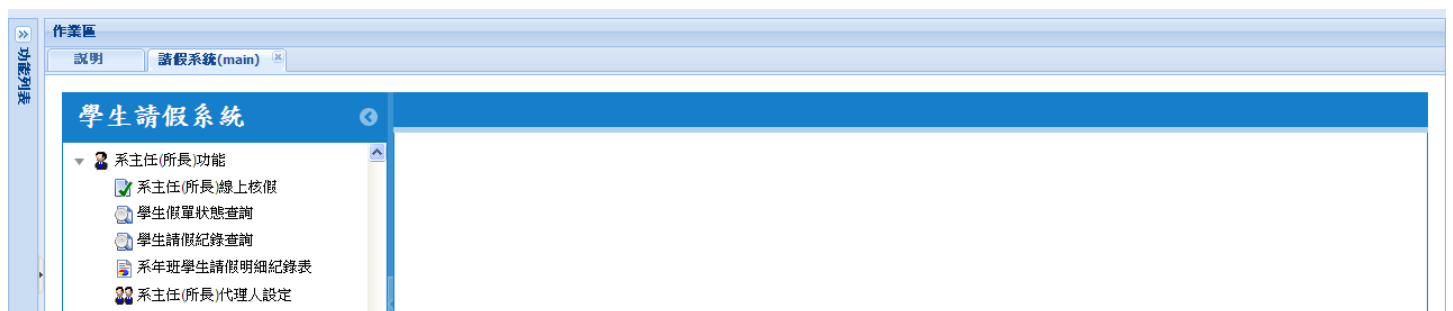 作業區
功能列表
説明
請假系統(main)
學生請假系統
系主任(所長)功能
系主任(所長)線上核假
學生假單狀態查詢
學生請假紀錄查詢
系年班學生請假明細紀錄表
系主任(所長)代理人設定